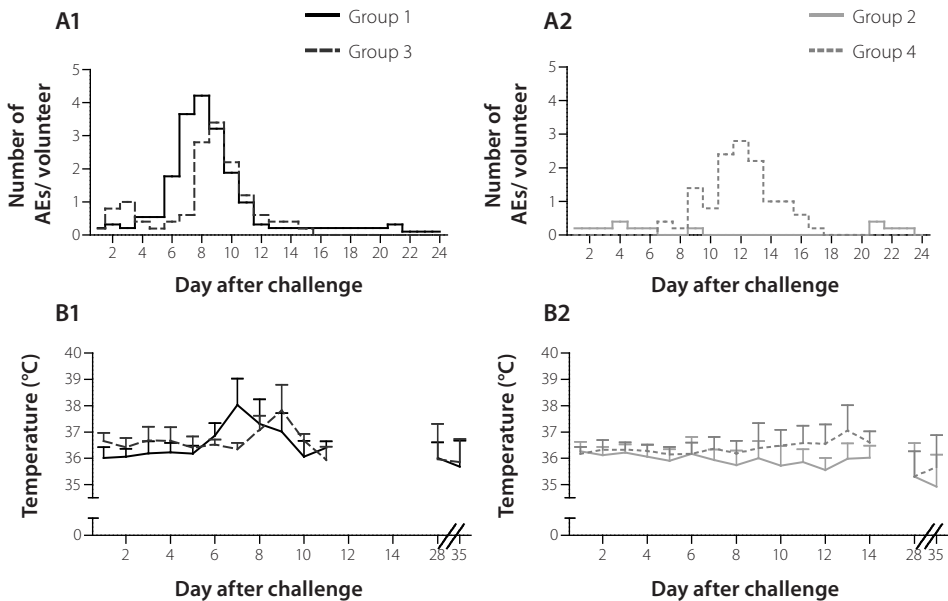 A1
Group 1
Group 3
5
4
3
2
1
0
Number of
AEs/ volunteer
2 4 6 8 10 12 14 16 18 20 22 24
Day after challenge
A2
Group 2
Group 4
5
4
3
2
1
0
Number of
AEs/ volunteer
2 4 6 8 10 12 14 16 18 20 22 24
Day after challenge
B1
40
39
38
37
36
35
0
Temperature (°C)
2 4 6 8 10 12 14 28 35
Day after challenge
B2
40
39
38
37
36
35
0
Temperature (°C)
2 4 6 8 10 12 14 28 35
Day after challenge